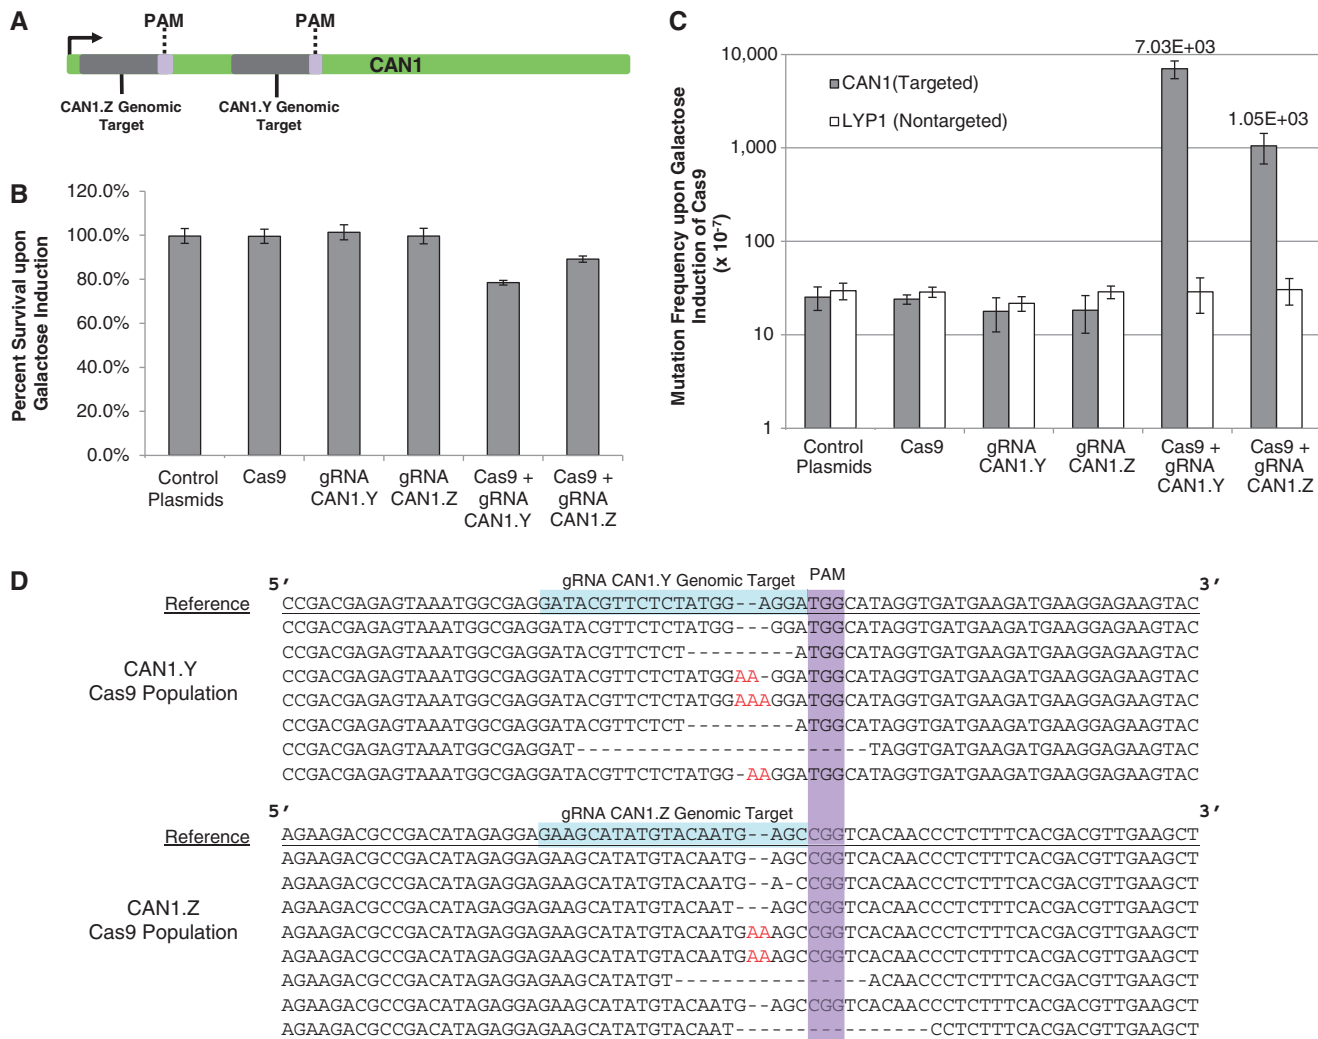 A
PAM
PAM
CAN1
CAN1.Z Genomic
Target
CAN1.Y Genomic
Target
B
Percent Survival upon
Galactose Induction
120.0%
100.0%
80.0%
60.0%
40.0%
20.0%
0.0%
Control
Plasmids
Cas9
gRNA
CAN1.Y
gRNA
CAN1.Z
Cas9 +
gRNA
CAN1.Y
Cas9 +
gRNA
CAN1.Z
C
Mutation Frequency upon Galactose
Induction of Cas9
(x 10-7)
10,000
1,000
100
10
1
CAN1(Targeted)
LYP1 (Nontargeted)
7.03E+03
1.05E+03
Control
Plasmids
Cas9
gRNA
CAN1.Y
gRNA
CAN1.Z
Cas9 +
gRNA
CAN1.Y
Cas9 +
gRNA
CAN1.Z
D
5′ gRNA CAN1.Y Genomic Target PAM 3′
Reference CCGACGAGAGTAAATGGCGAGGATACGTTCTCTATGG--AGGATGGCATAGGTGATGAAGATGAAGGAGAAGTAC
CCGACGAGAGTAAATGGCGAGGATACGTTCTCTATGG---GGATGGCATAGGTGATGAAGATGAAGGAGAAGTAC
CCGACGAGAGTAAATGGCGAGGATACGTTCTCT---------ATGGCATAGGTGATGAAGATGAAGGAGAAGTAC
CCGACGAGAGTAAATGGCGAGGATACGTTCTCTATGGAA-GGATGGCATAGGTGATGAAGATGAAGGAGAAGTAC
CCGACGAGAGTAAATGGCGAGGATACGTTCTCTATGGAAAGGATGGCATAGGTGATGAAGATGAAGGAGAAGTAC
CCGACGAGAGTAAATGGCGAGGATACGTTCTCT---------ATGGCATAGGTGATGAAGATGAAGGAGAAGTAC
CCGACGAGAGTAAATGGCGAGGAT------------------------TAGGTGATGAAGATGAAGGAGAAGTAC
CCGACGAGAGTAAATGGCGAGGATACGTTCTCTATGG-AAGGATGGCATAGGTGATGAAGATGAAGGAGAAGTAC
CAN1.Y
Cas9 Population
5′ gRNA CAN1.Z Genomic Target 3′
Reference AGAAGACGCCGACATAGAGGAGAAGCATATGTACAATG--AGCCGGTCACAACCCTCTTTCACGACGTTGAAGCT
AGAAGACGCCGACATAGAGGAGAAGCATATGTACAATG--AGCCGGTCACAACCCTCTTTCACGACGTTGAAGCT
AGAAGACGCCGACATAGAGGAGAAGCATATGTACAATG--A-CCGGTCACAACCCTCTTTCACGACGTTGAAGCT
AGAAGACGCCGACATAGAGGAGAAGCATATGTACAAT---AGCCGGTCACAACCCTCTTTCACGACGTTGAAGCT
AGAAGACGCCGACATAGAGGAGAAGCATATGTACAATGAAAGCCGGTCACAACCCTCTTTCACGACGTTGAAGCT
AGAAGACGCCGACATAGAGGAGAAGCATATGTACAATGAAAGCCGGTCACAACCCTCTTTCACGACGTTGAAGCT
AGAAGACGCCGACATAGAGGAGAAGCATATGT----------------ACAACCCTCTTTCACGACGTTGAAGCT
AGAAGACGCCGACATAGAGGAGAAGCATATGTACAATG--AGCCGGTCACAACCCTCTTTCACGACGTTGAAGCT
AGAAGACGCCGACATAGAGGAGAAGCATATGTACAAT----------------CCTCTTTCACGACGTTGAAGCT
CAN1.Z
Cas9 Population